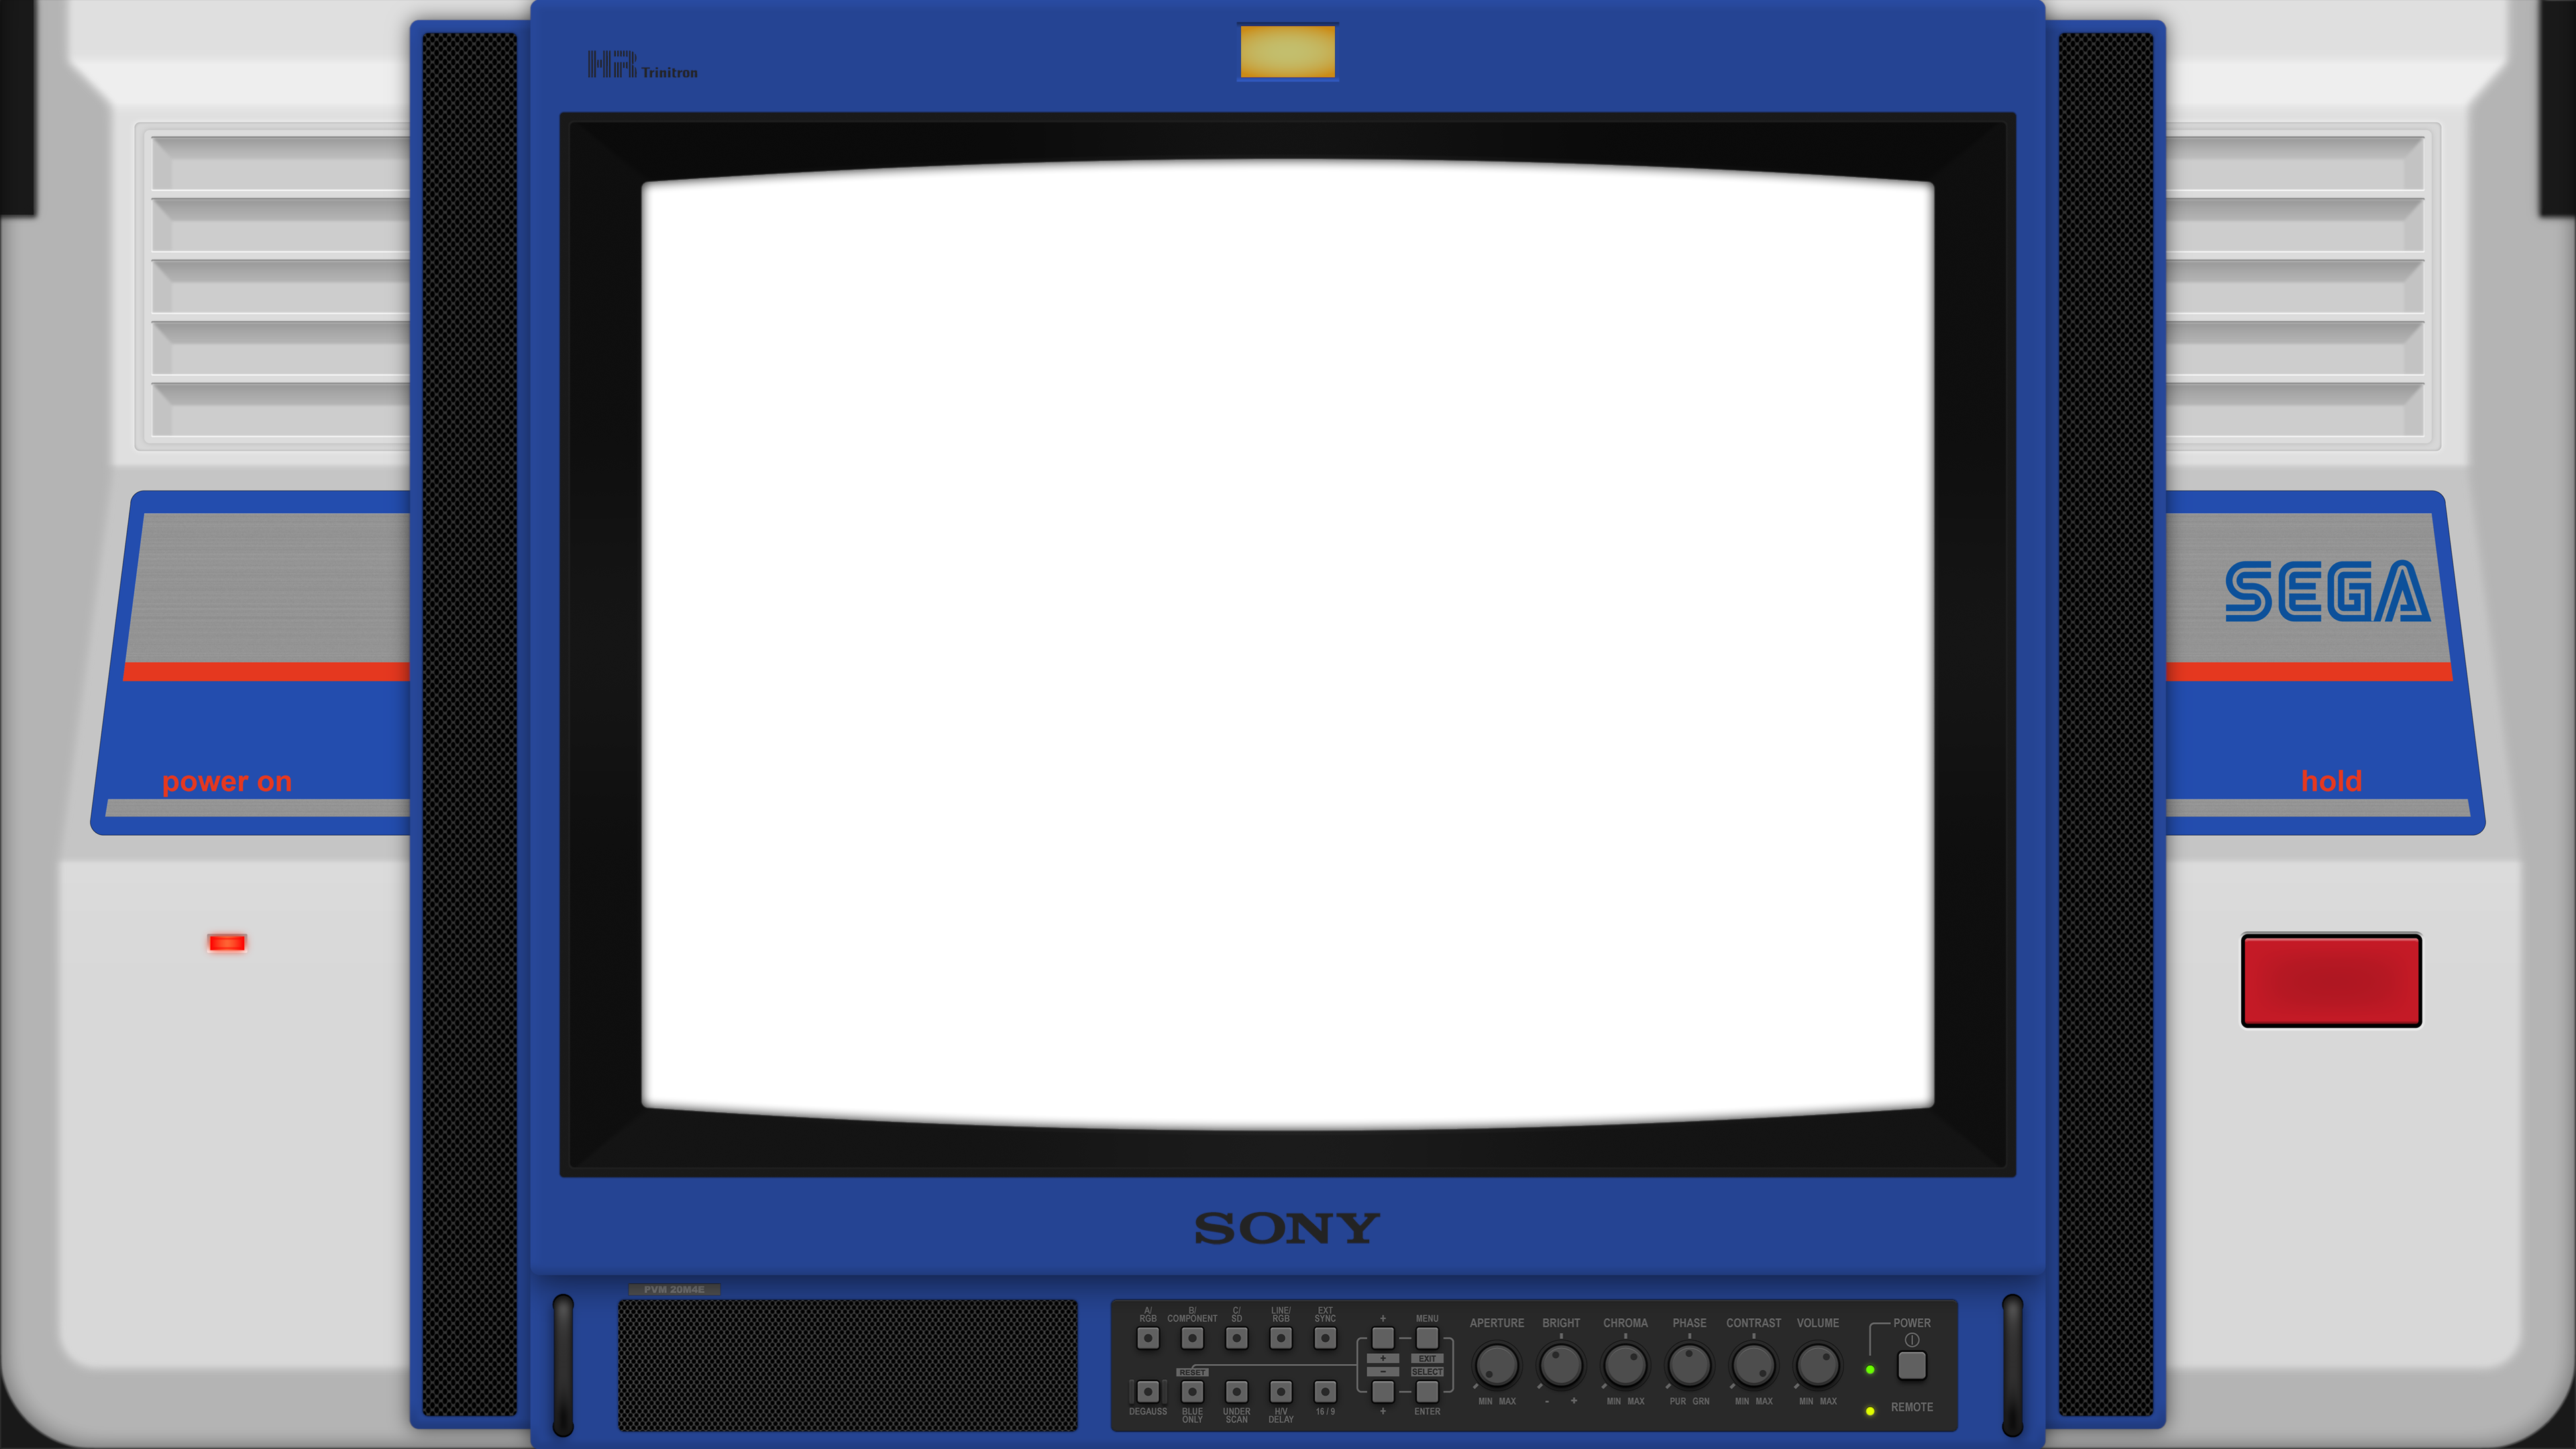 HR Trinitron
SEGA
power on
hold
SONY
PVM 20M4E
A/ RGB
B/ COMPONENT
C/ SD
LINE/ RGB
EXT SYNC
+
MENU
APERTURE
BRIGHT
CHROMA
PHASE
CONTRAST
VOLUME
POWER
+
EXIT
RESET
-
SELECT
MIN MAX
- +
MIN MAX
PUR GRN
MIN MAX
MIN MAX
DEGAUSS
BLUE ONLY
UNDER SCAN
H/V DELAY
16 / 9
+
ENTER
REMOTE